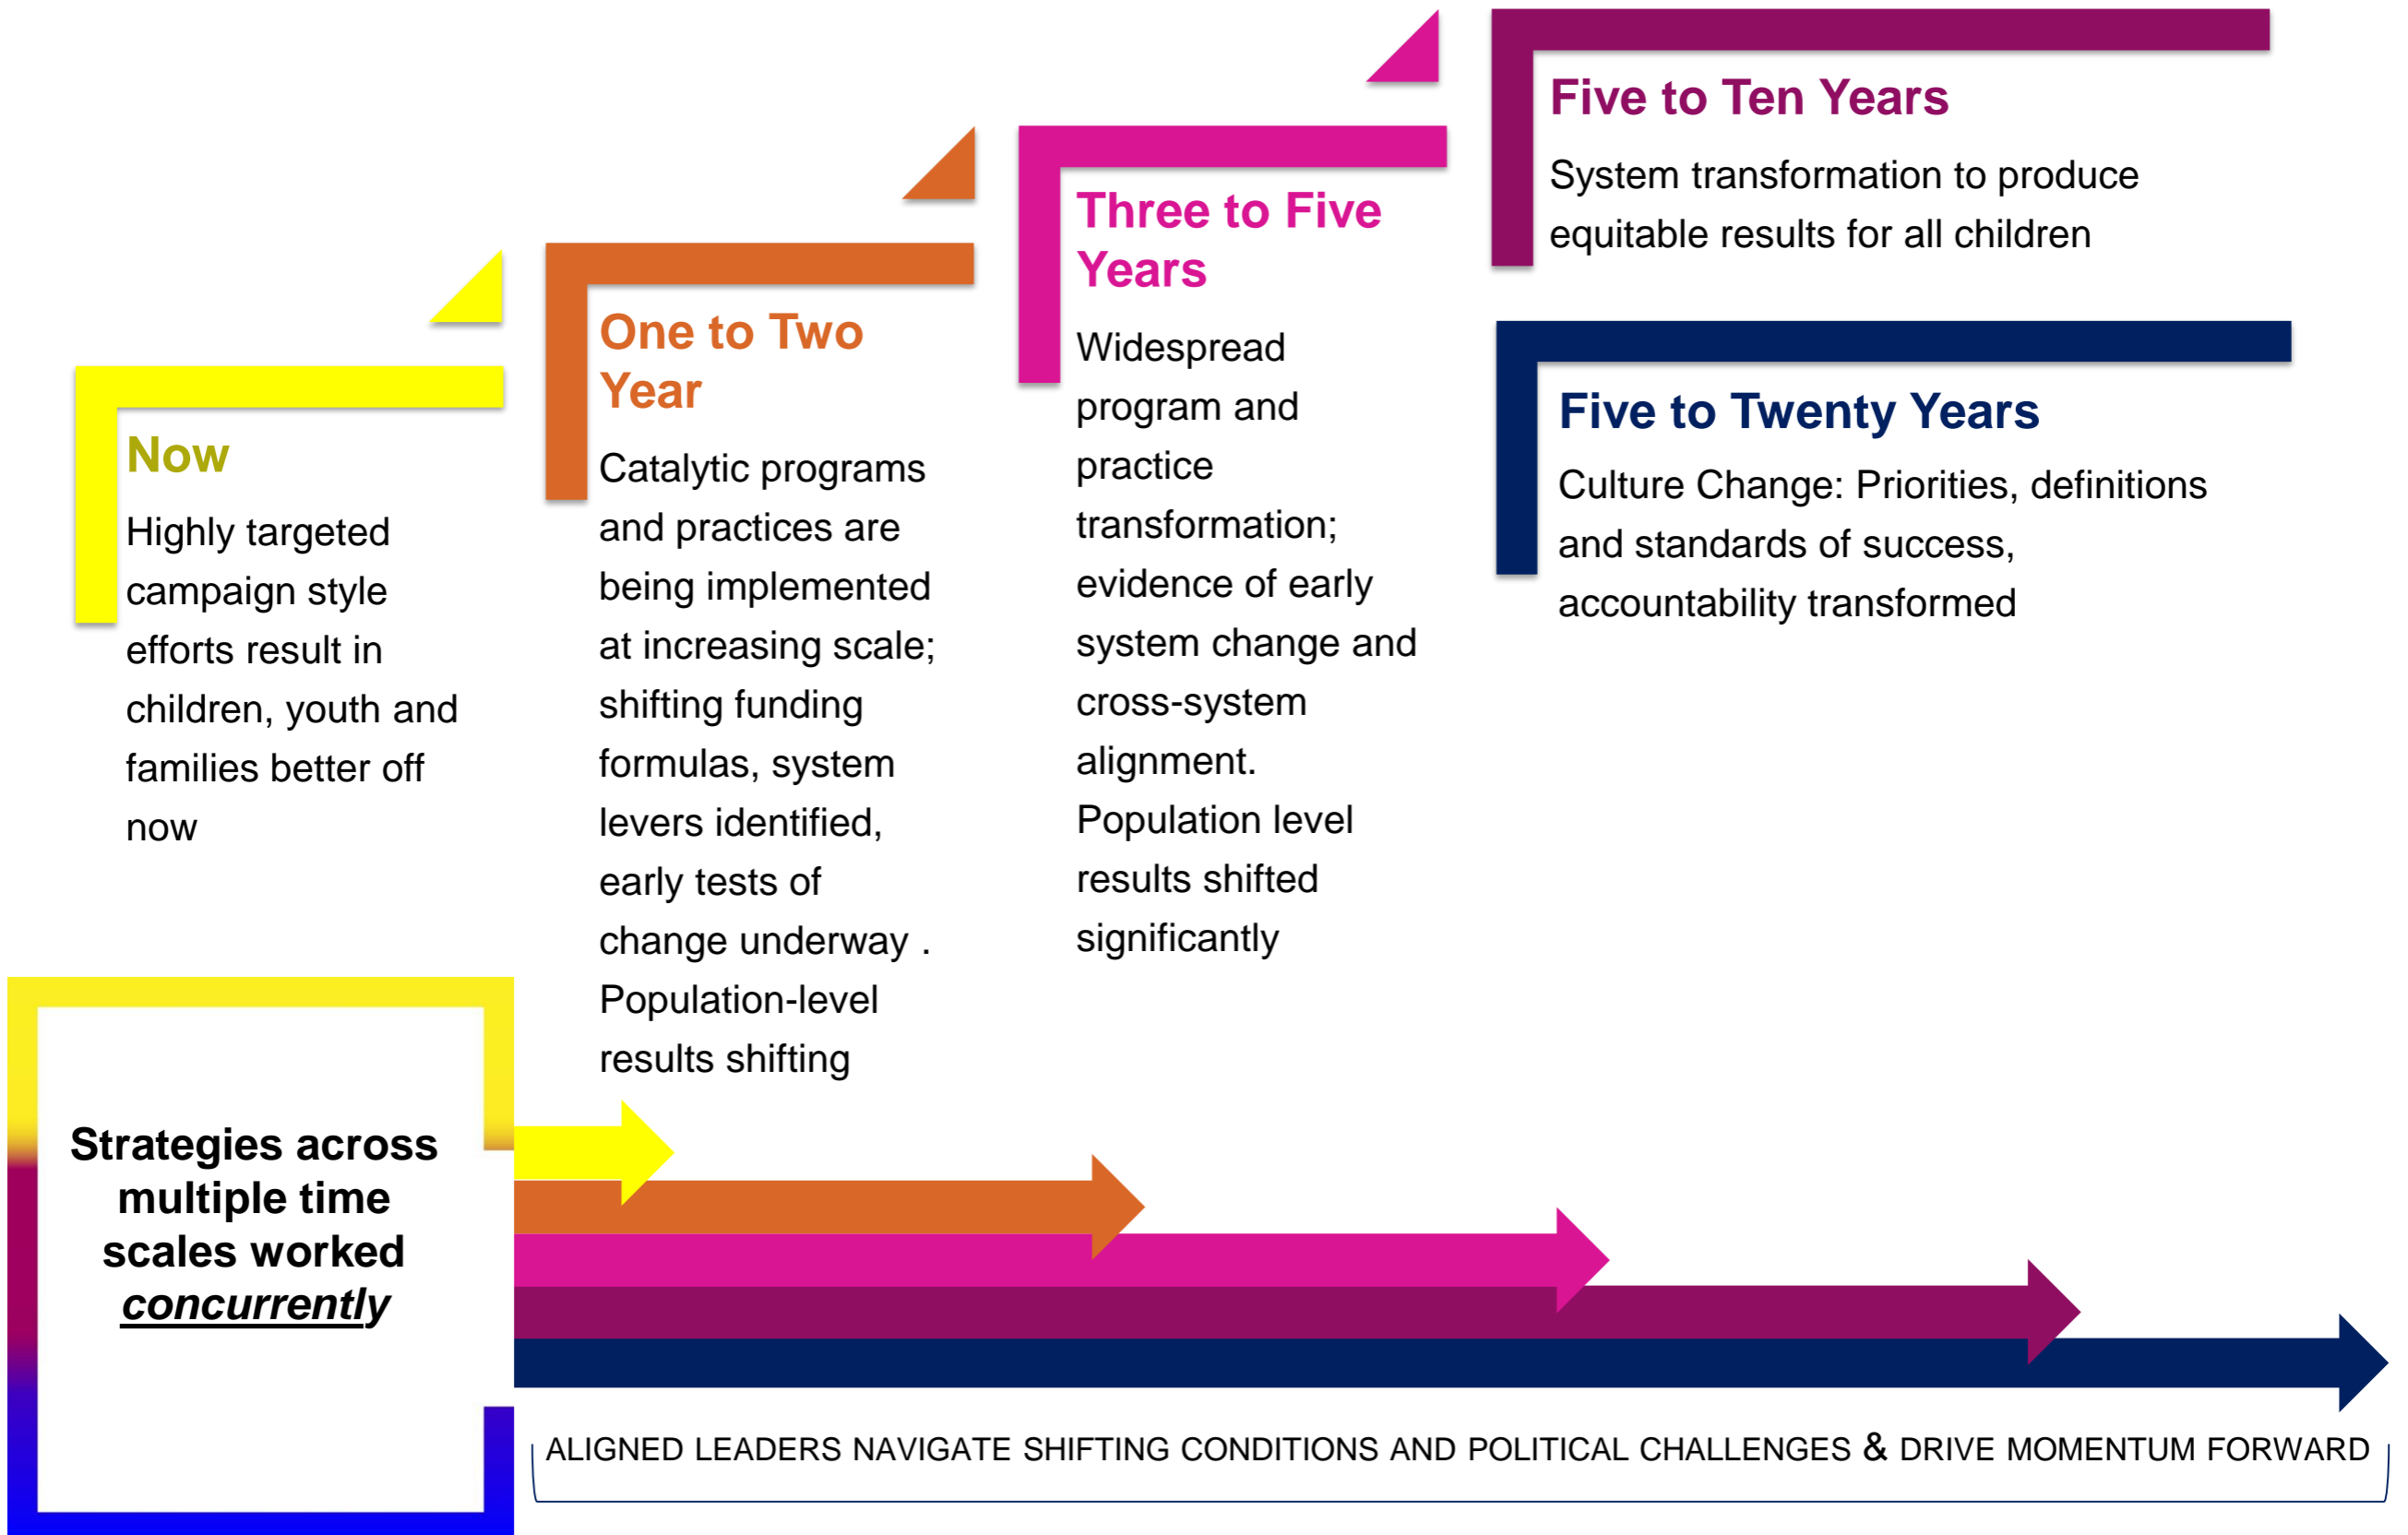 Now
Highly targeted
campaign style
efforts result in
children, youth and
families better off
now
One to Two
Year
Catalytic programs
and practices are
being implemented
at increasing scale;
shifting funding
formulas, system
levers identified,
early tests of
change underway .
Population-level
results shifting
Three to Five
Years
Widespread
program and
practice
transformation;
evidence of early
system change and
cross-system
alignment.
Population level
results shifted
significantly
Five to Ten Years
System transformation to produce
equitable results for all children
Five to Twenty Years
Culture Change: Priorities, definitions
and standards of success,
accountability transformed
Strategies across
multiple time
scales worked
concurrently
ALIGNED LEADERS NAVIGATE SHIFTING CONDITIONS AND POLITICAL CHALLENGES & DRIVE MOMENTUM FORWARD